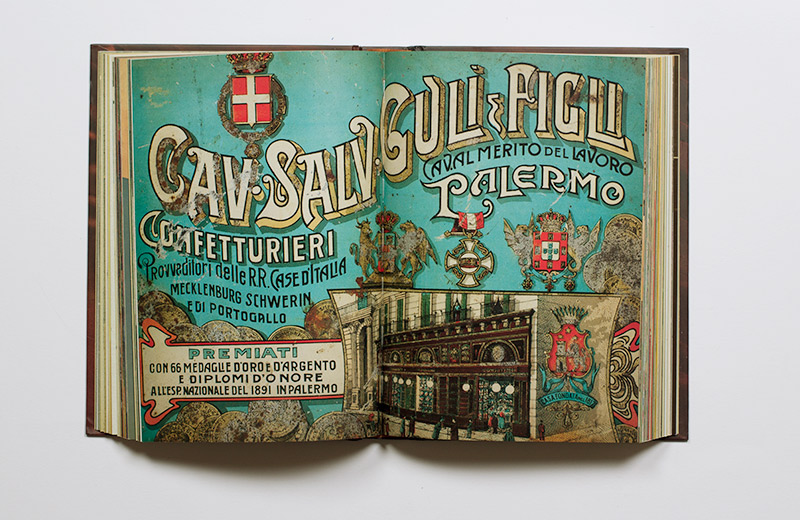 CAV. SALV. GULÌ & FIGLI
CAV. AL MERITO DEL LAVORO
PALERMO
CONFETTURIERI
Provveditori delle RR. CASE D'ITALIA
MECKLENBURG SCHWERIN
E DI PORTOGALLO
PREMIATI
CON 66 MEDAGLIE D'ORO E D'ARGENTO
E DIPLOMI D'ONORE
ALL'ESP. NAZIONALE DEL 1891 IN PALERMO